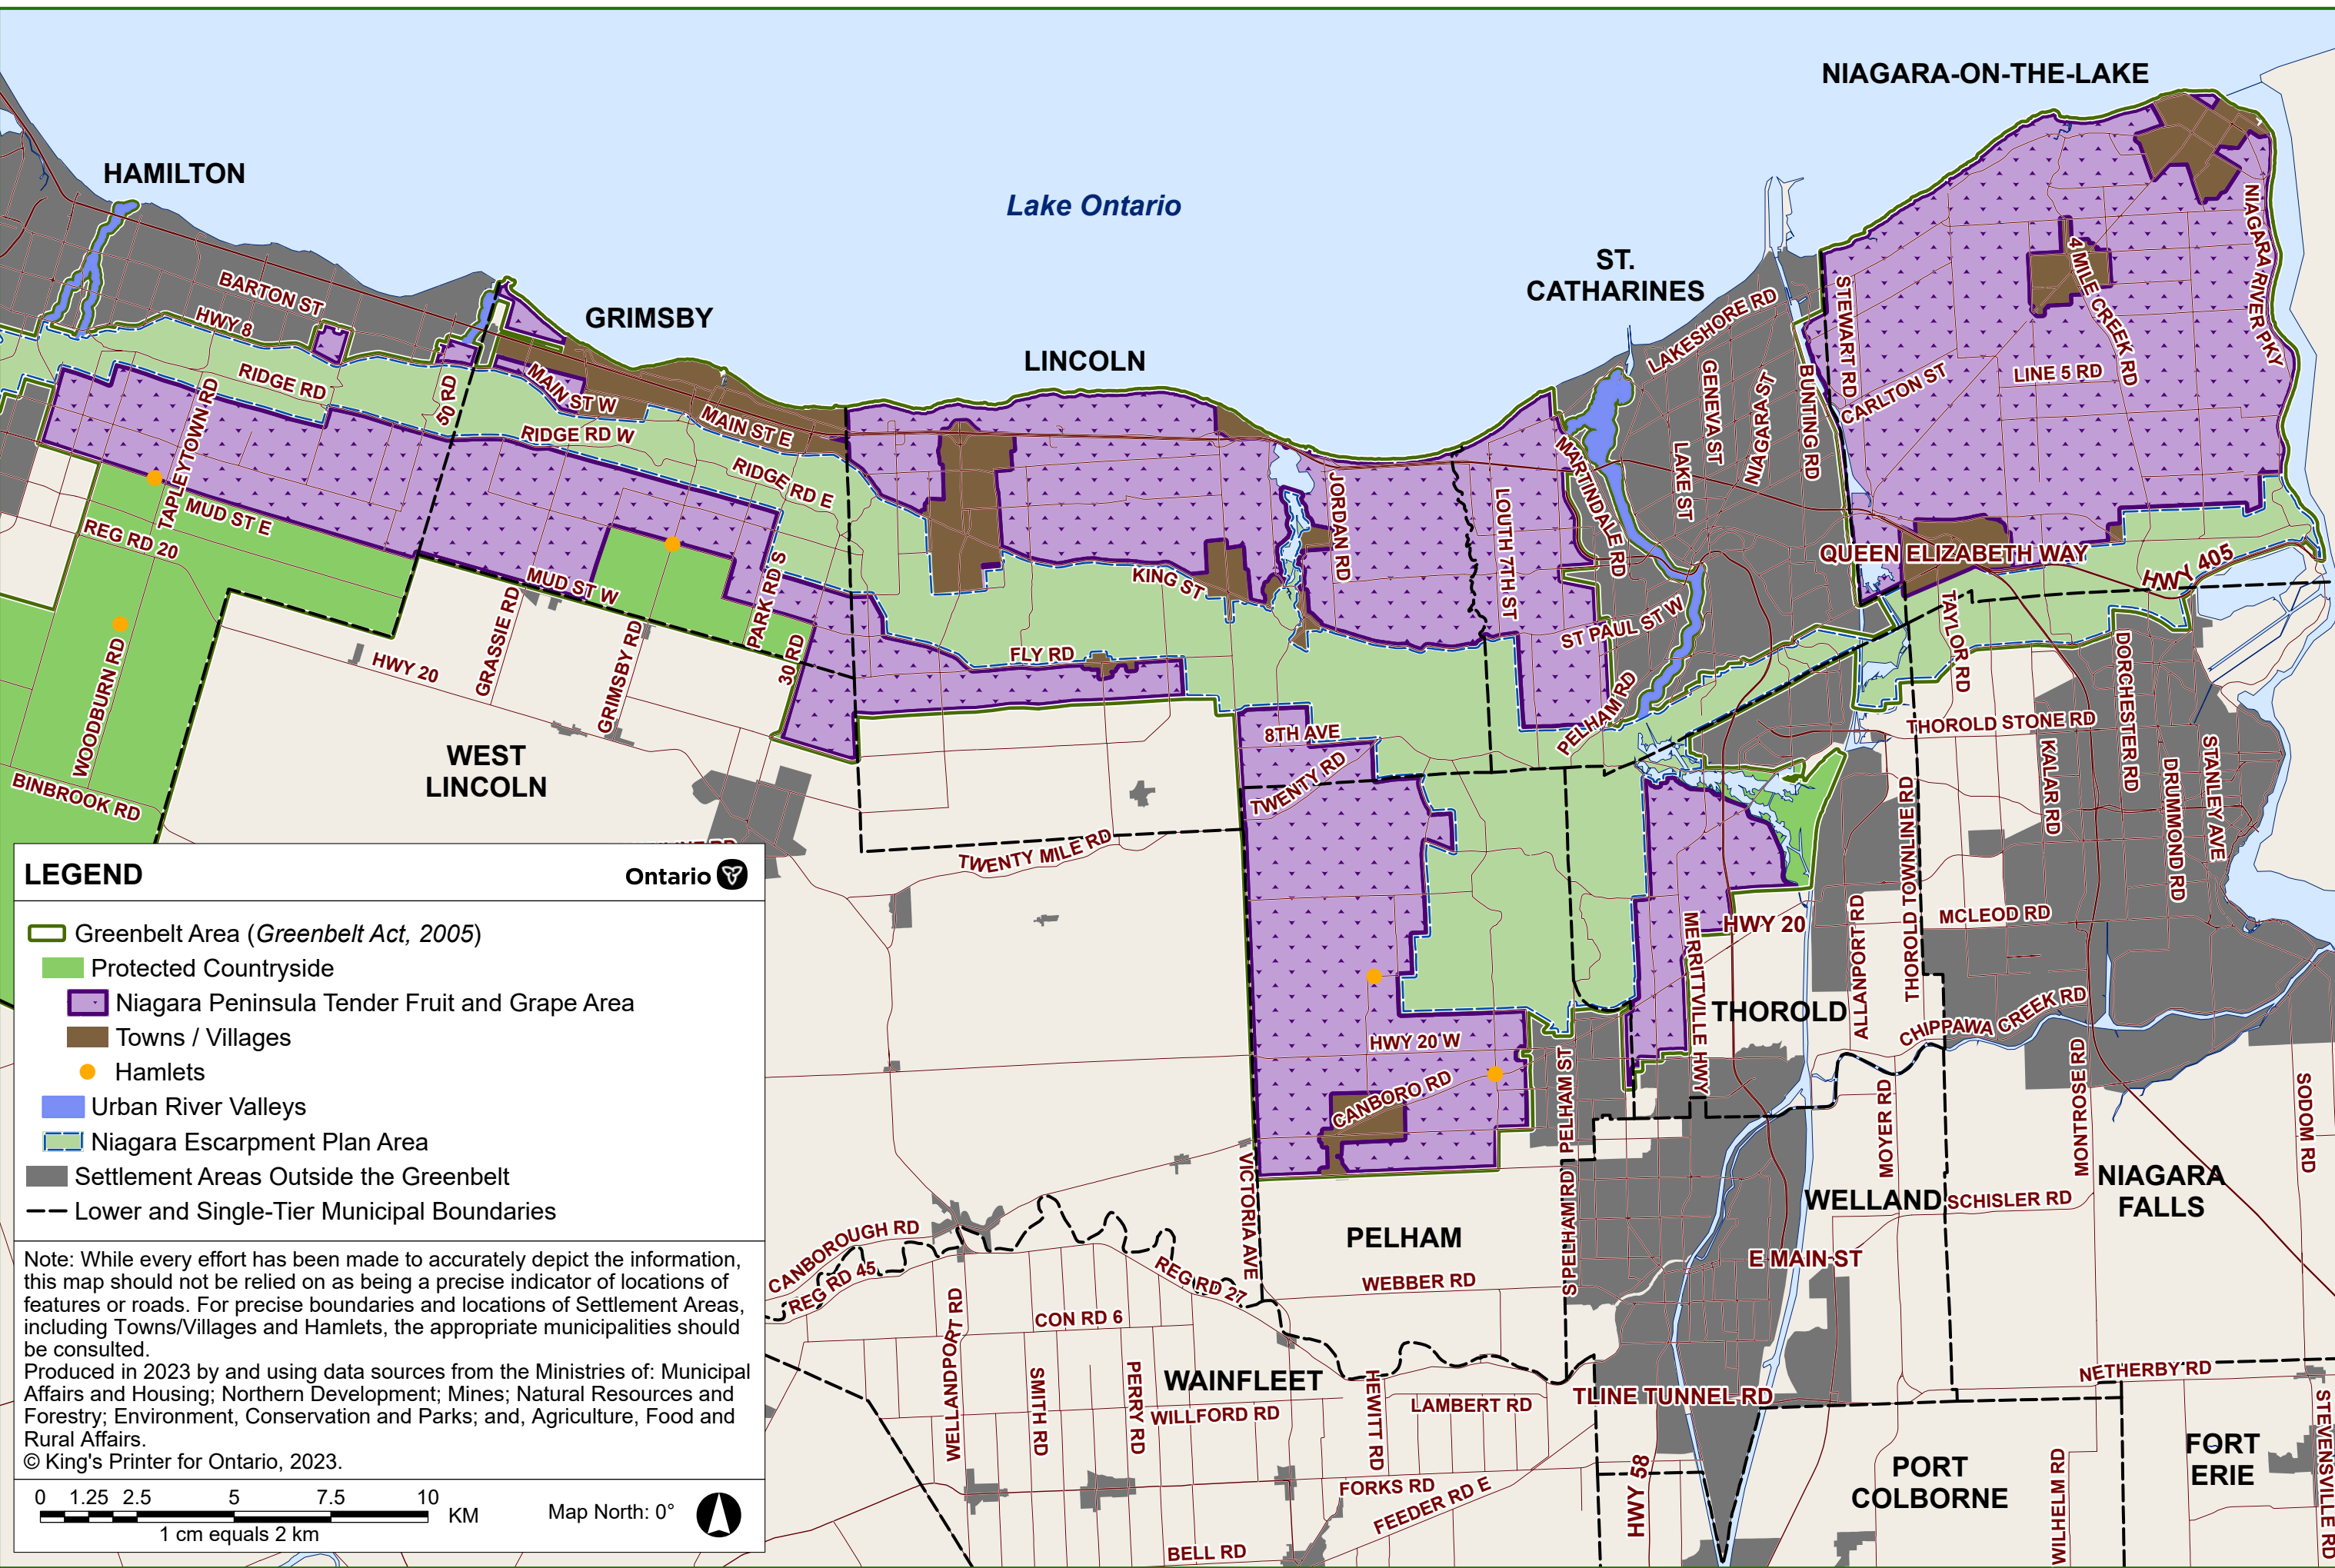 NIAGARA-ON-THE-LAKE
HAMILTON
Lake Ontario
ST.
CATHARINES
GRIMSBY
LINCOLN
BARTON ST
HWY 8
RIDGE RD
50 RD
MAIN ST W
MAIN ST E
RIDGE RD W
RIDGE RD E
TAPLEYTOWN RD
MUD ST E
REG RD 20
MUD ST W
PARK RD S
30 RD
GRASSIE RD
GRIMSBY RD
HWY 20
WOODBURN RD
BINBROOK RD
WEST
LINCOLN
KING ST
FLY RD
JORDAN RD
LOUTH 7TH ST
MARTINDALE RD
ST PAUL ST W
PELHAM RD
LAKESHORE RD
GENEVA ST
LAKE ST
NIAGARA ST
BUNTING RD
STEWART RD
CARLTON ST
LINE 5 RD
4 MILE CREEK RD
NIAGARA RIVER PKY
QUEEN ELIZABETH WAY
HWY 405
TAYLOR RD
DORCHESTER RD
THOROLD STONE RD
KALAR RD
DRUMMOND RD
STANLEY AVE
THOROLD TOWNLINE RD
MCLEOD RD
ALLANPORT RD
CHIPPAWA CREEK RD
8TH AVE
TWENTY RD
TWENTY MILE RD
HWY 20
MERRITTVILLE HWY
THOROLD
HWY 20 W
CANBORO RD
PELHAM ST
S PELHAM RD
VICTORIA AVE
MOYER RD
MONTROSE RD
SODOM RD
NIAGARA
FALLS
WELLAND
SCHISLER RD
PELHAM
E MAIN ST
WEBBER RD
CANBOROUGH RD
REG RD 45
REG RD 27
CON RD 6
WELLANDPORT RD
SMITH RD
PERRY RD
WAINFLEET
WILLFORD RD
HEWITT RD
LAMBERT RD
TLINE TUNNEL RD
NETHERBY RD
STEVENSVILLE RD
FORT
ERIE
PORT
COLBORNE
WILHELM RD
HWY 58
FORKS RD
FEEDER RD E
BELL RD
LEGEND
Ontario
Greenbelt Area (Greenbelt Act, 2005)
Protected Countryside
Niagara Peninsula Tender Fruit and Grape Area
Towns / Villages
Hamlets
Urban River Valleys
Niagara Escarpment Plan Area
Settlement Areas Outside the Greenbelt
Lower and Single-Tier Municipal Boundaries
Note: While every effort has been made to accurately depict the information,
this map should not be relied on as being a precise indicator of locations of
features or roads. For precise boundaries and locations of Settlement Areas,
including Towns/Villages and Hamlets, the appropriate municipalities should
be consulted.
Produced in 2023 by and using data sources from the Ministries of: Municipal
Affairs and Housing; Northern Development; Mines; Natural Resources and
Forestry; Environment, Conservation and Parks; and, Agriculture, Food and
Rural Affairs.
© King's Printer for Ontario, 2023.
0 1.25 2.5 5 7.5 10 KM
1 cm equals 2 km
Map North: 0°